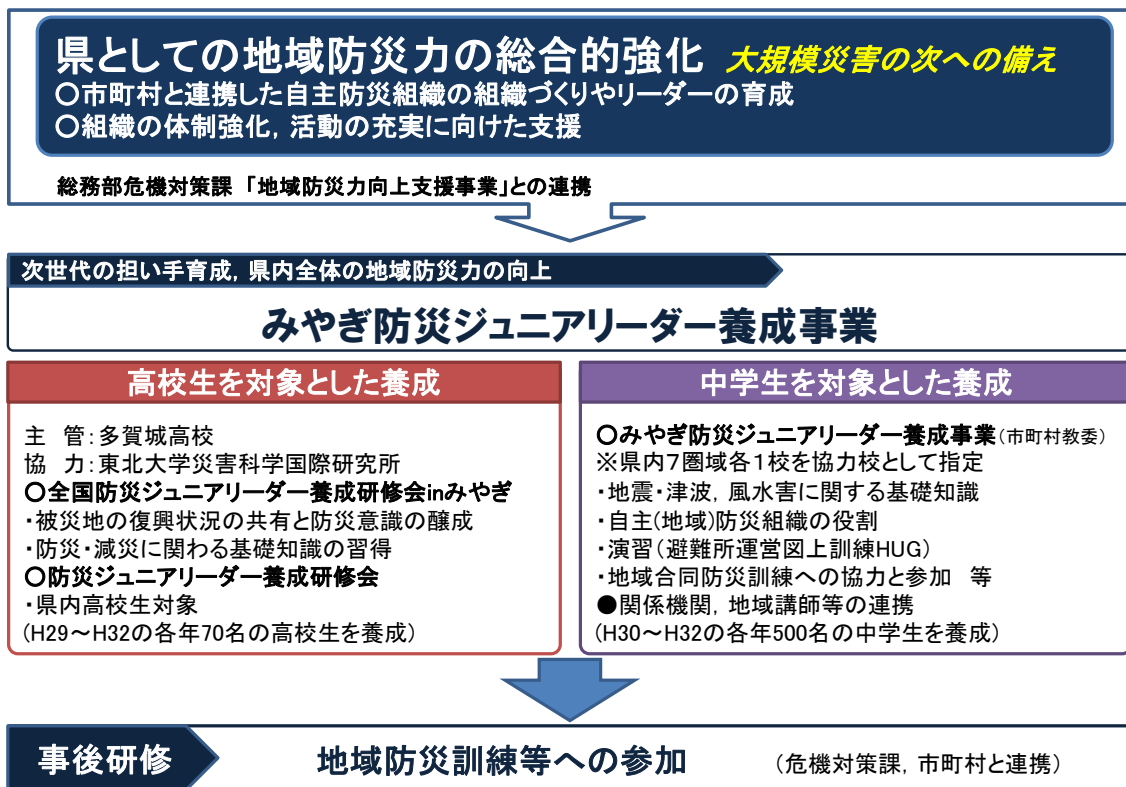 県としての地域防災力の総合的強化 大規模災害の次への備え
○市町村と連携した自主防災組織の組織づくりやリーダーの育成
○組織の体制強化，活動の充実に向けた支援
総務部危機対策課 「地域防災力向上支援事業」との連携
次世代の担い手育成，県内全体の地域防災力の向上
みやぎ防災ジュニアリーダー養成事業
高校生を対象とした養成
主　管：多賀城高校
協　力：東北大学災害科学国際研究所
○全国防災ジュニアリーダー養成研修会inみやぎ
・被災地の復興状況の共有と防災意識の醸成
・防災・減災に関わる基礎知識の習得
○防災ジュニアリーダー養成研修会
・県内高校生対象
(H29～H32の各年70名の高校生を養成)
中学生を対象とした養成
○みやぎ防災ジュニアリーダー養成事業(市町村教委)
※県内7圏域各1校を協力校として指定
・地震・津波，風水害に関する基礎知識
・自主(地域)防災組織の役割
・演習(避難所運営図上訓練HUG)
・地域合同防災訓練への協力と参加　等
●関係機関，地域講師等の連携
(H30～H32の各年500名の中学生を養成)
事後研修 地域防災訓練等への参加 (危機対策課，市町村と連携)